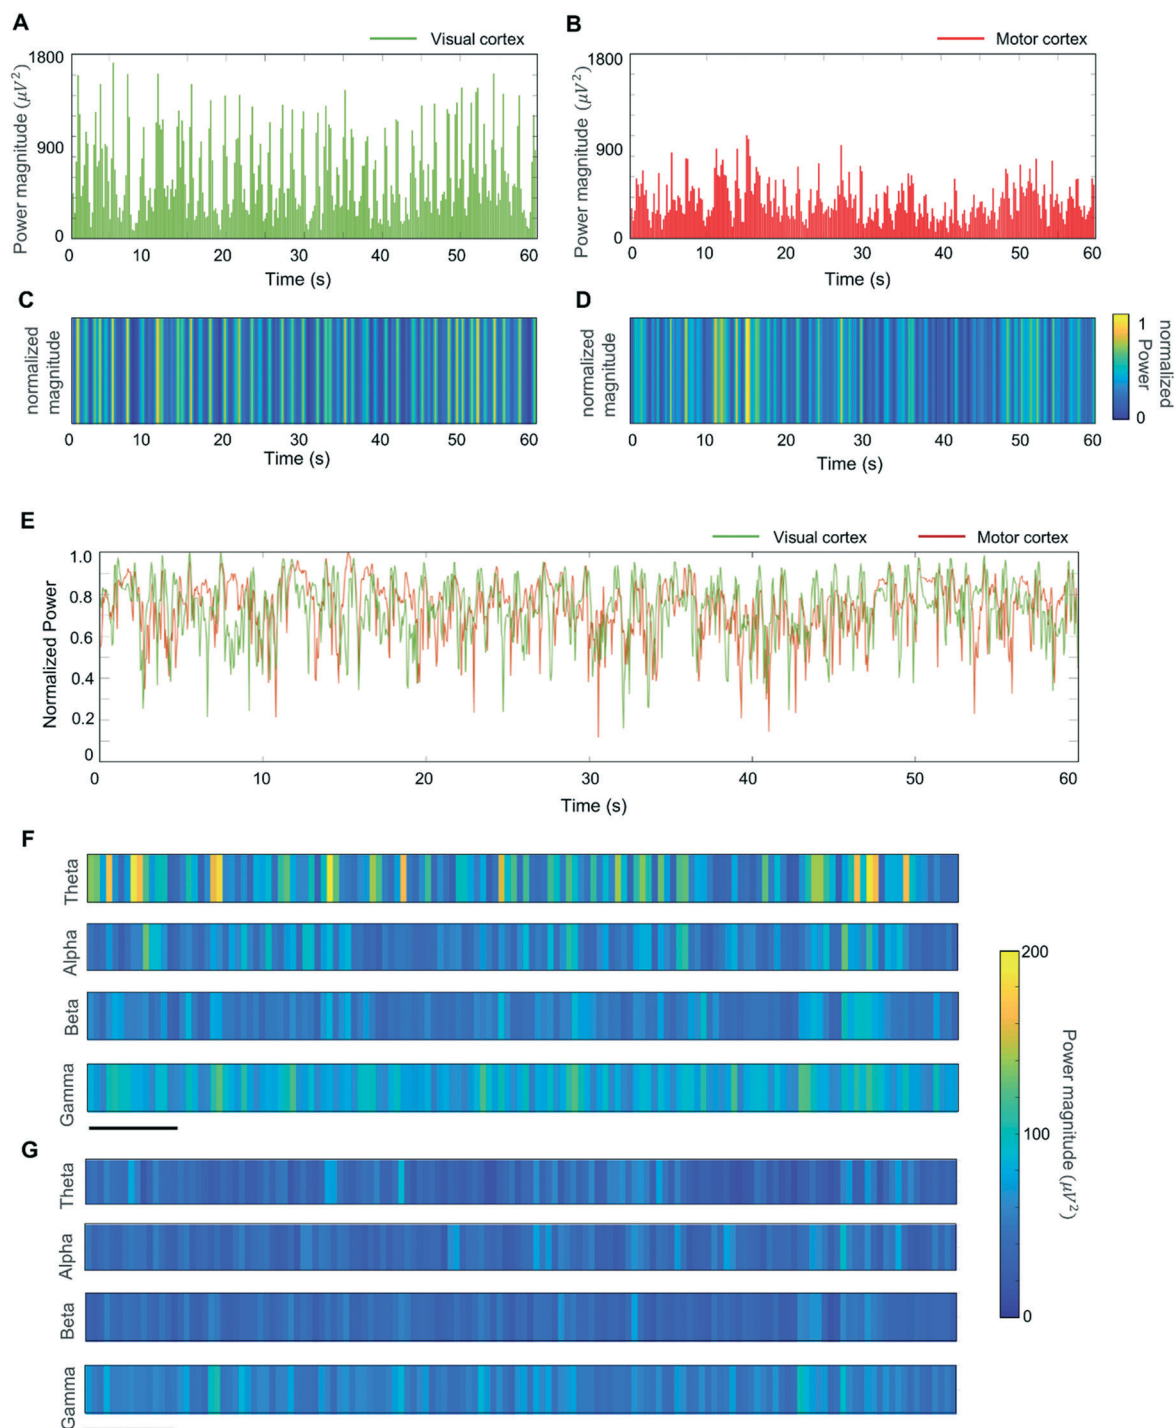 A
Visual cortex
Power magnitude (μV²)
1800
900
0
0 10 20 30 40 50 60
Time (s)
B
Motor cortex
Power magnitude (μV²)
1800
900
0
0 10 20 30 40 50 60
Time (s)
C
normalized
magnitude
0 10 20 30 40 50 60
Time (s)
D
normalized
magnitude
0 10 20 30 40 50 60
Time (s)
1
0
normalized
Power
E
Visual cortex
Motor cortex
Normalized Power
1.0
0.8
0.6
0.4
0.2
0
0 10 20 30 40 50 60
Time (s)
F
Theta
Alpha
Beta
Gamma
G
Theta
Alpha
Beta
Gamma
200
100
0
Power magnitude (μV²)